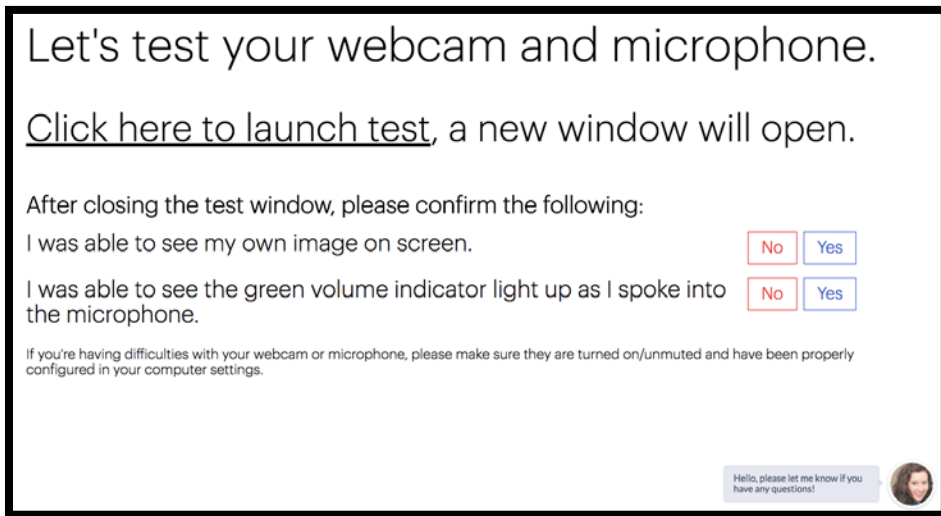 Let's test your webcam and microphone.
Click here to launch test, a new window will open.
After closing the test window, please confirm the following:
I was able to see my own image on screen.
No Yes
I was able to see the green volume indicator light up as I spoke into
the microphone.
No Yes
If you're having difficulties with your webcam or microphone, please make sure they are turned on/unmuted and have been properly
configured in your computer settings.
Hello, please let me know if you
have any questions!